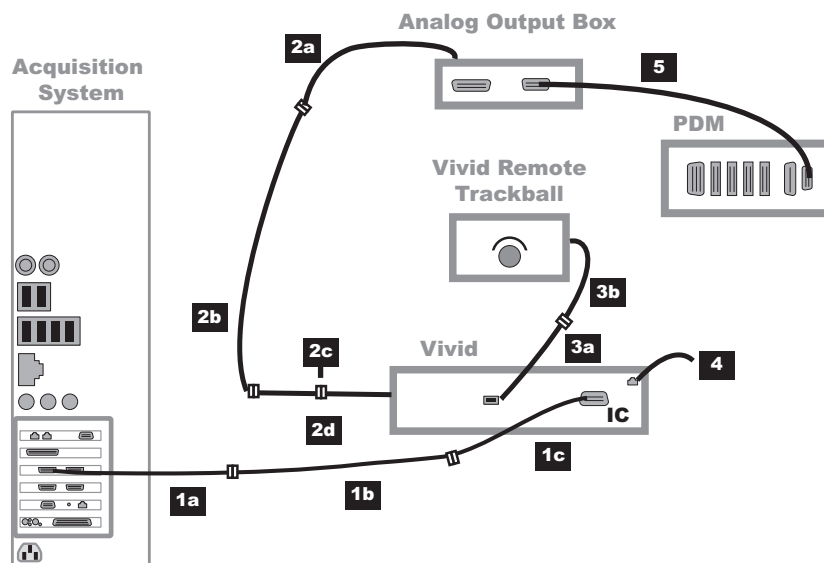 Analog Output Box
2a
5
Acquisition
System
PDM
Vivid Remote
Trackball
3b
2b
2c
Vivid
3a
4
IC
2d
1c
1a
1b